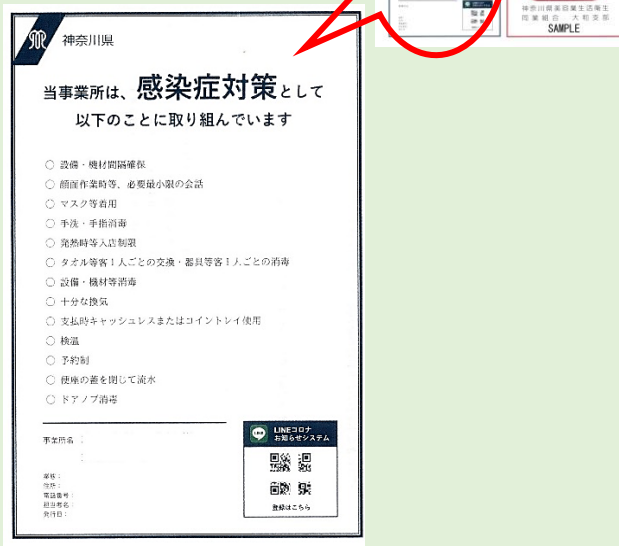 神奈川県
当事業所は、感染症対策として
以下のことに取り組んでいます
○ 設備・機材間隔確保
○ 顔面作業時等、必要最小限の会話
○ マスク等着用
○ 手洗・手指消毒
○ 発熱時等入店制限
○ タオル等客1人ごとの交換・器具等客1人ごとの消毒
○ 設備・機材等消毒
○ 十分な換気
○ 支払時キャッシュレスまたはコイントレイ使用
○ 検温
○ 予約制
○ 便座の蓋を閉じて流水
○ ドアノブ消毒
事業所名
業種：
住所：
電話番号：
担当者名：
発行日：
LINE
LINEコロナ
お知らせシステム
登録はこちら
神奈川県美容業生活衛生
同業組合 大和支部
SAMPLE